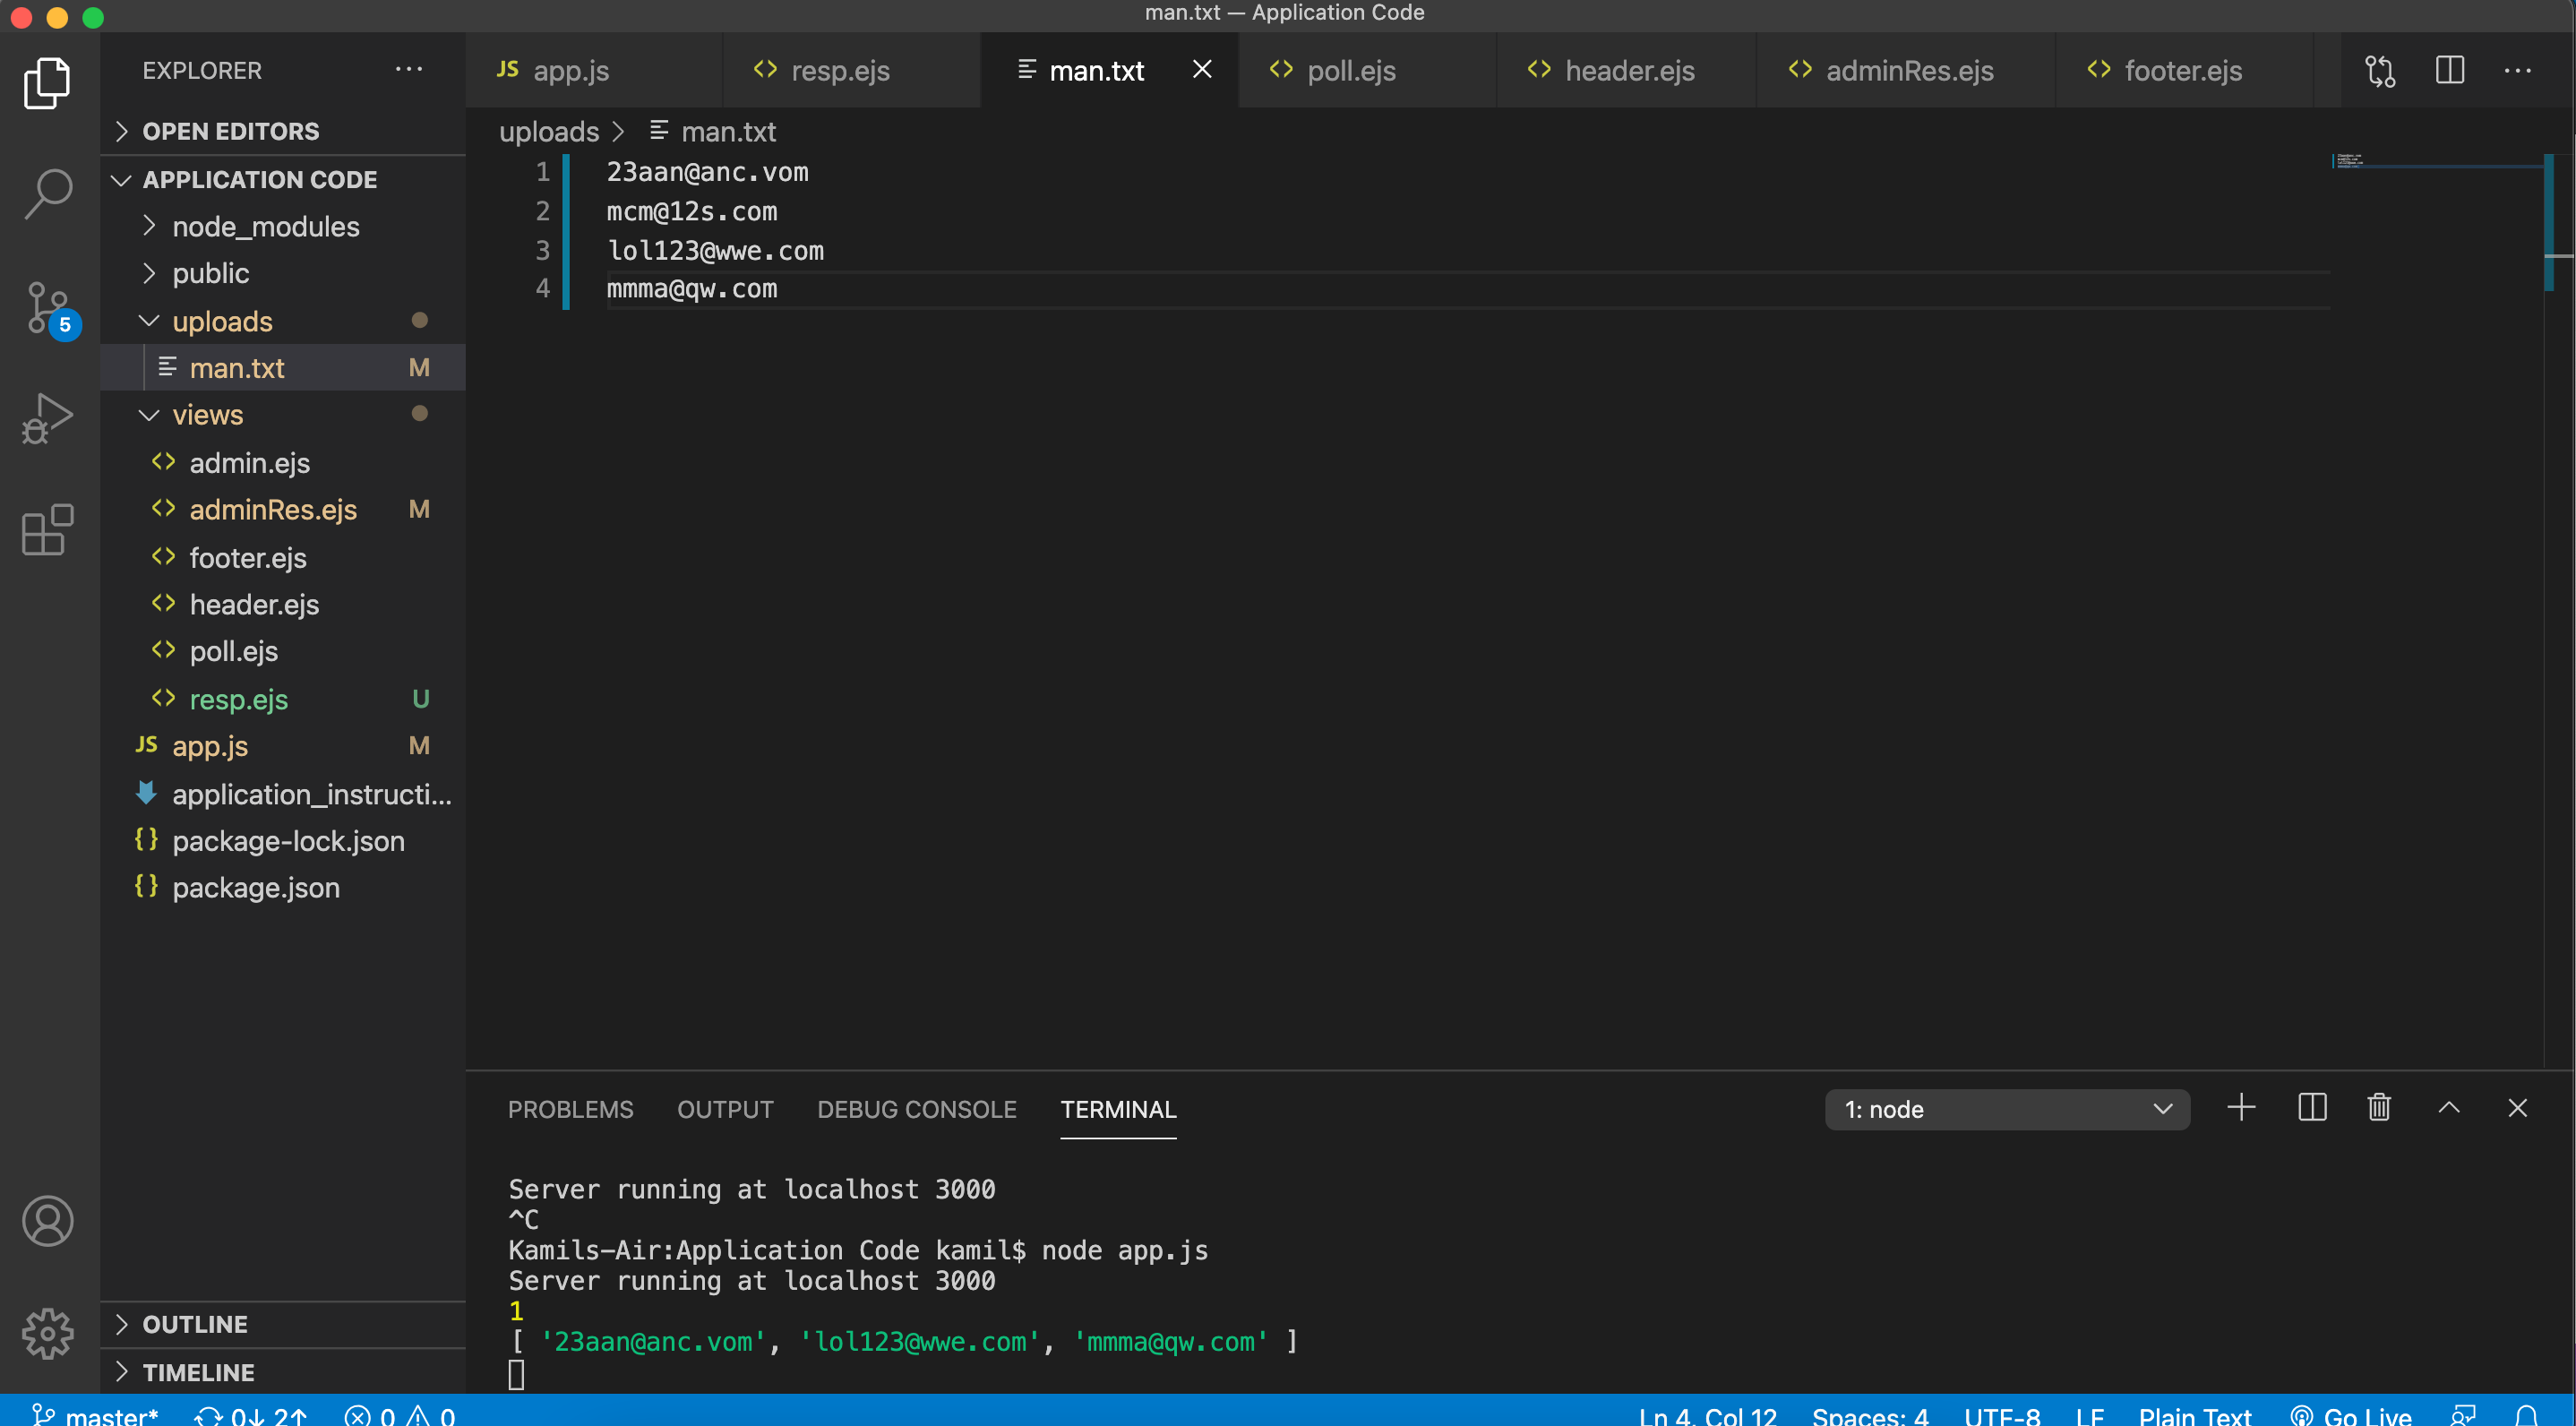 man.txt — Application Code
EXPLORER ···
JS app.js
resp.ejs
man.txt
poll.ejs
header.ejs
adminRes.ejs
footer.ejs
OPEN EDITORS
APPLICATION CODE
node_modules
public
uploads
man.txt M
views
admin.ejs
adminRes.ejs M
footer.ejs
header.ejs
poll.ejs
resp.ejs U
JS app.js M
application_instructi...
{} package-lock.json
{} package.json
OUTLINE
TIMELINE
5
uploads > man.txt
1 23aan@anc.vom
2 mcm@12s.com
3 lol123@wwe.com
4 mmma@qw.com
PROBLEMS OUTPUT DEBUG CONSOLE TERMINAL
1: node
Server running at localhost 3000
^C
Kamils-Air:Application Code kamil$ node app.js
Server running at localhost 3000
1
[ '23aan@anc.vom', 'lol123@wwe.com', 'mmma@qw.com' ]
master* 0↓ 2↑ 0 0 Ln 4, Col 12 Spaces: 4 UTF-8 LF Plain Text Go Live